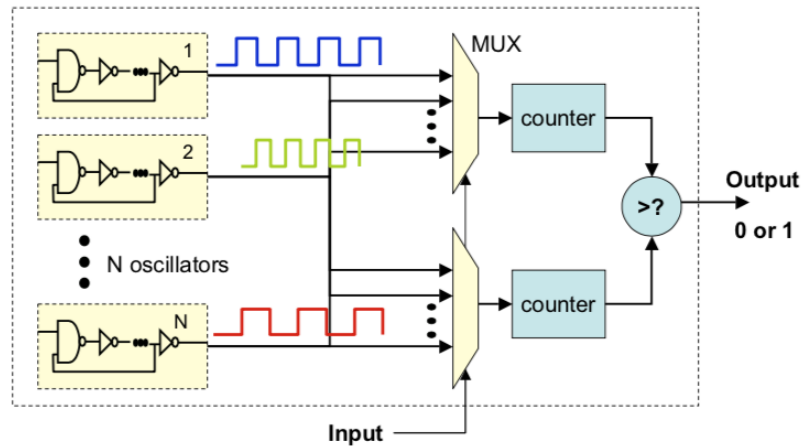 1
MUX
counter
2
Output
>?
0 or 1
N oscillators
counter
N
Input